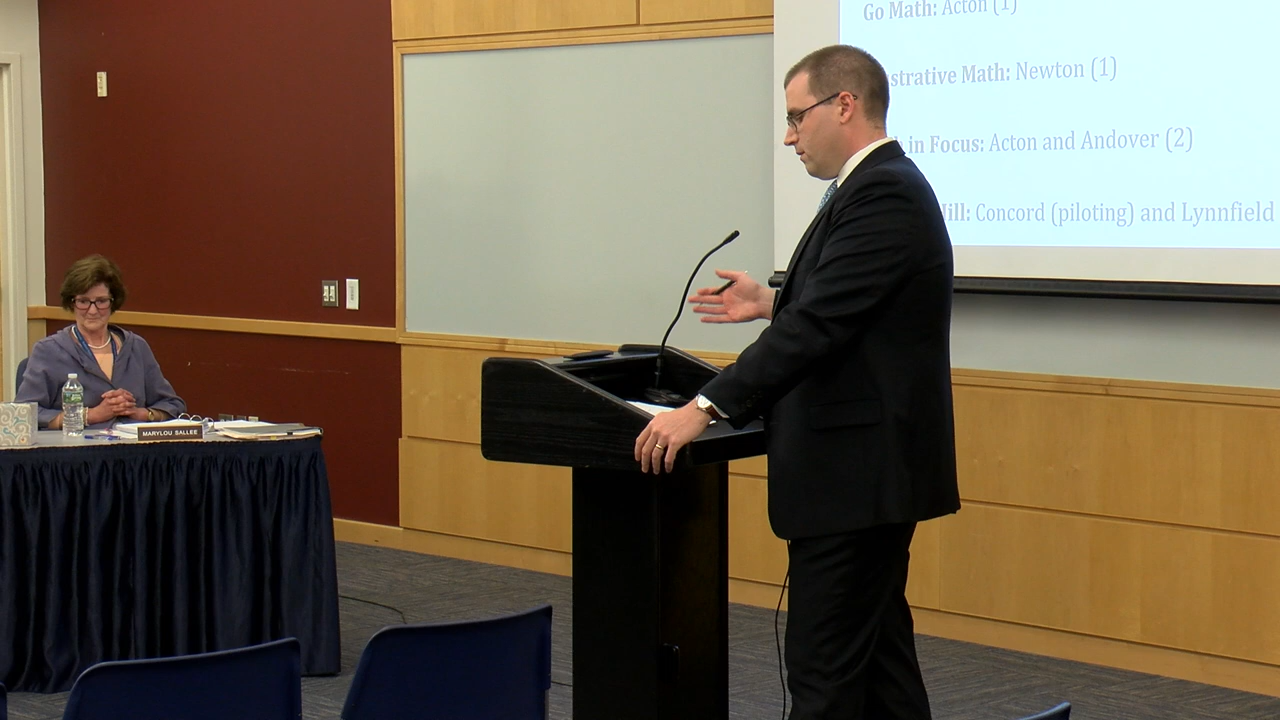 Go Math: Acton (1)
strative Math: Newton (1)
in Focus: Acton and Andover (2)
Hill: Concord (piloting) and Lynnfield
MARYLOU SALLEE